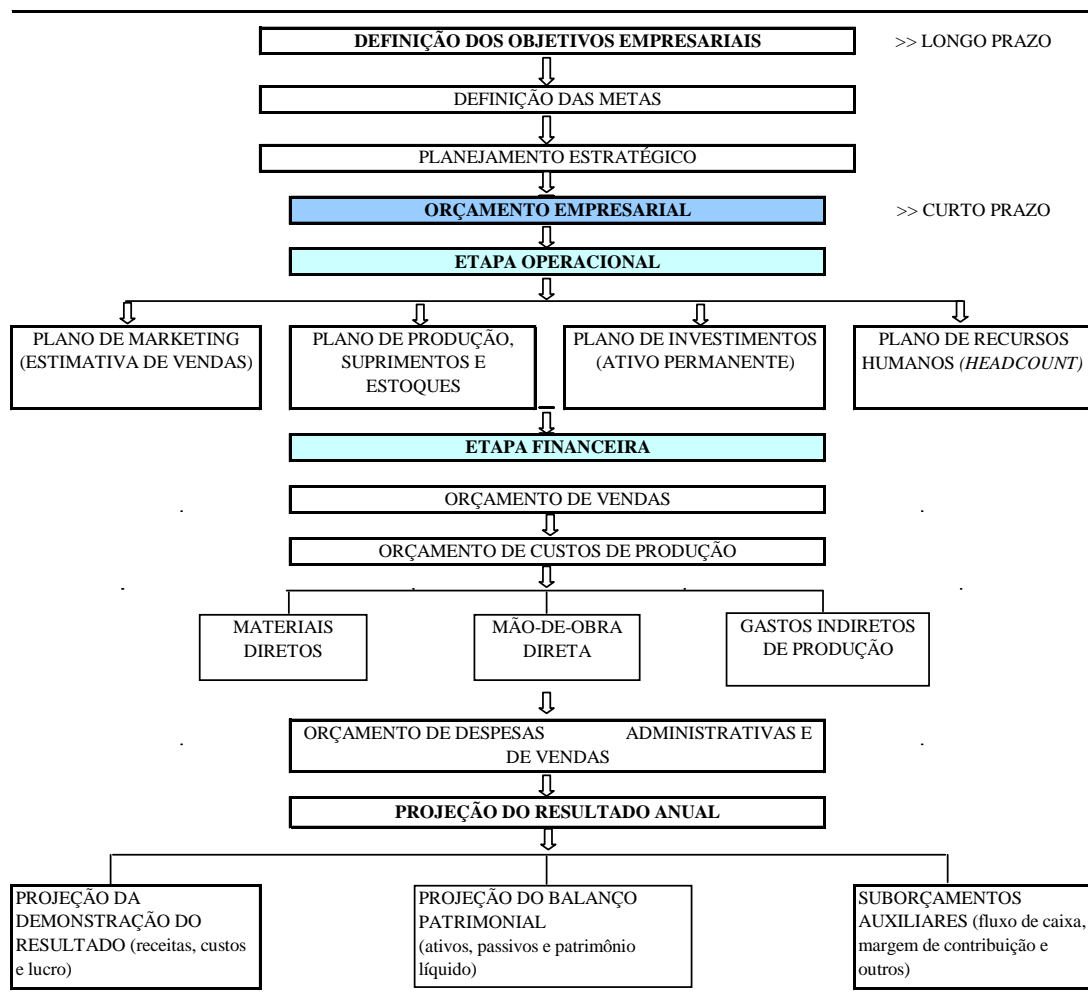 DEFINIÇÃO DOS OBJETIVOS EMPRESARIAIS
>> LONGO PRAZO
DEFINIÇÃO DAS METAS
PLANEJAMENTO ESTRATÉGICO
ORÇAMENTO EMPRESARIAL
>> CURTO PRAZO
ETAPA OPERACIONAL
PLANO DE MARKETING
(ESTIMATIVA DE VENDAS)
PLANO DE PRODUÇÃO,
SUPRIMENTOS E
ESTOQUES
PLANO DE INVESTIMENTOS
(ATIVO PERMANENTE)
PLANO DE RECURSOS
HUMANOS (HEADCOUNT)
ETAPA FINANCEIRA
ORÇAMENTO DE VENDAS
ORÇAMENTO DE CUSTOS DE PRODUÇÃO
MATERIAIS
DIRETOS
MÃO-DE-OBRA
DIRETA
GASTOS INDIRETOS
DE PRODUÇÃO
ORÇAMENTO DE DESPESAS ADMINISTRATIVAS E
DE VENDAS
PROJEÇÃO DO RESULTADO ANUAL
PROJEÇÃO DA
DEMONSTRAÇÃO DO
RESULTADO (receitas, custos
e lucro)
PROJEÇÃO DO BALANÇO
PATRIMONIAL
(ativos, passivos e patrimônio
líquido)
SUBORÇAMENTOS
AUXILIARES (fluxo de caixa,
margem de contribuição e
outros)